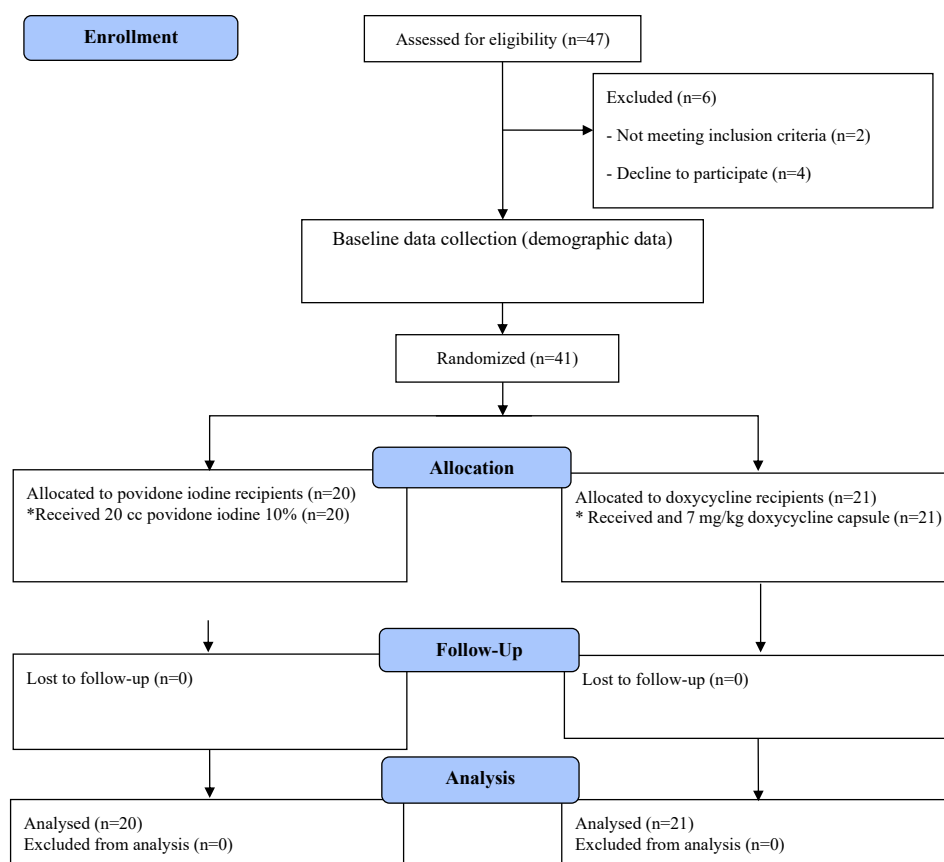 Enrollment
Assessed for eligibility (n=47)
Excluded (n=6)
- Not meeting inclusion criteria (n=2)
- Decline to participate (n=4)
Baseline data collection (demographic data)
Randomized (n=41)
Allocation
Allocated to povidone iodine recipients (n=20)
*Received 20 cc povidone iodine 10% (n=20)
Allocated to doxycycline recipients (n=21)
* Received and 7 mg/kg doxycycline capsule (n=21)
Follow-Up
Lost to follow-up (n=0)
Lost to follow-up (n=0)
Analysis
Analysed (n=20)
Excluded from analysis (n=0)
Analysed (n=21)
Excluded from analysis (n=0)